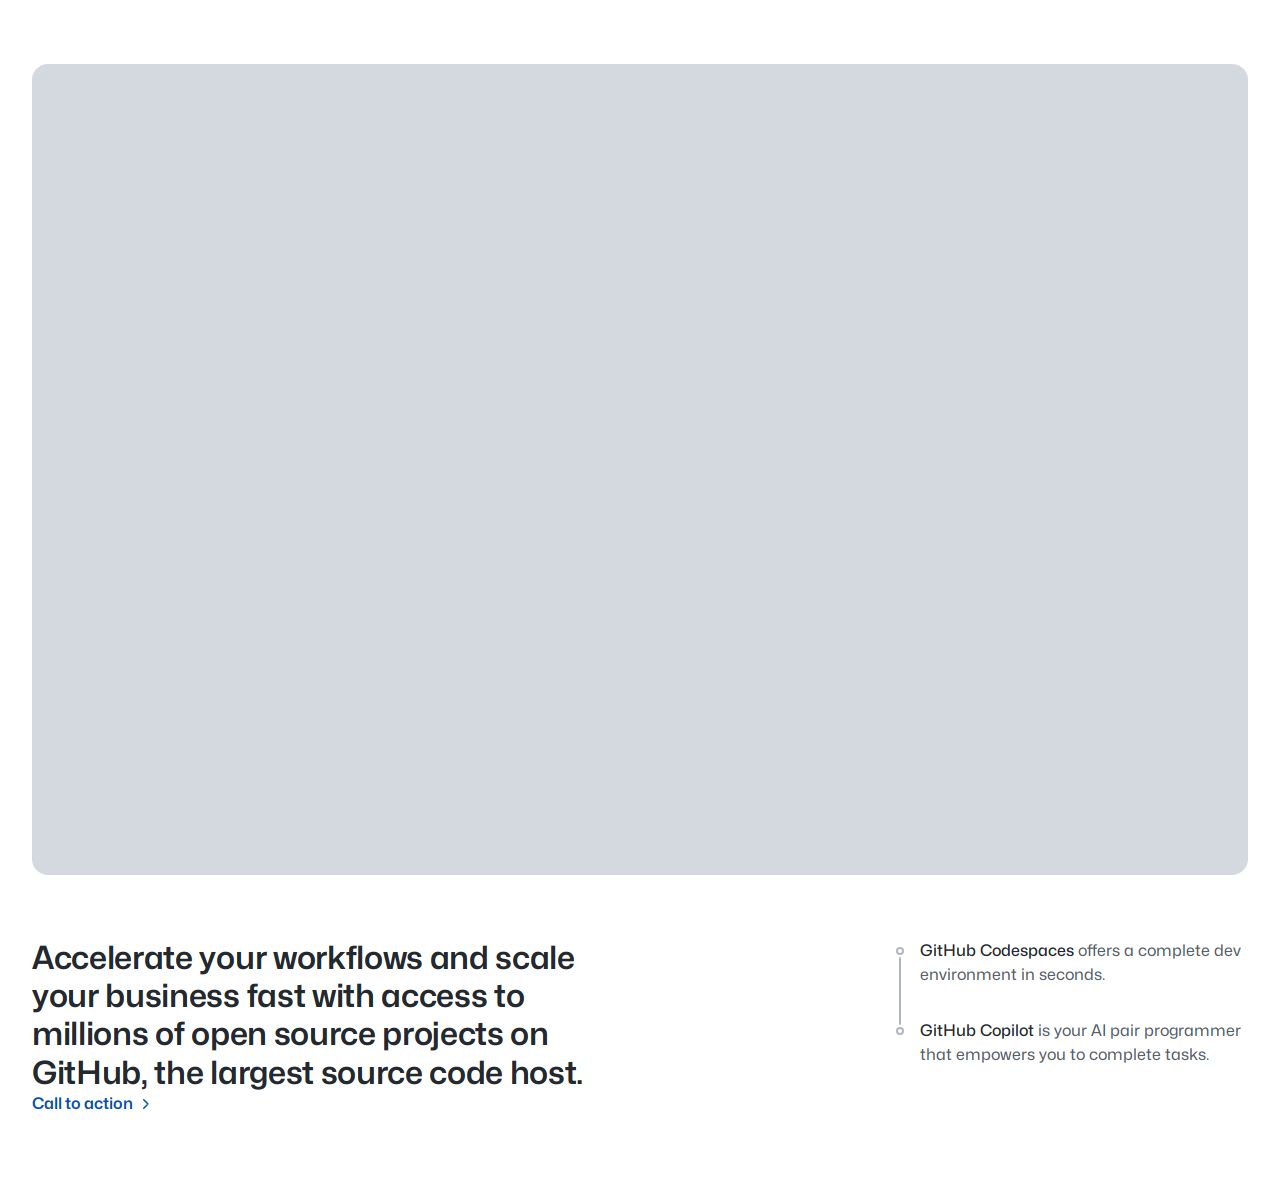 Accelerate your workflows and scale
your business fast with access to
millions of open source projects on
GitHub, the largest source code host.
Call to action
GitHub Codespaces offers a complete dev
environment in seconds.
GitHub Copilot is your AI pair programmer
that empowers you to complete tasks.